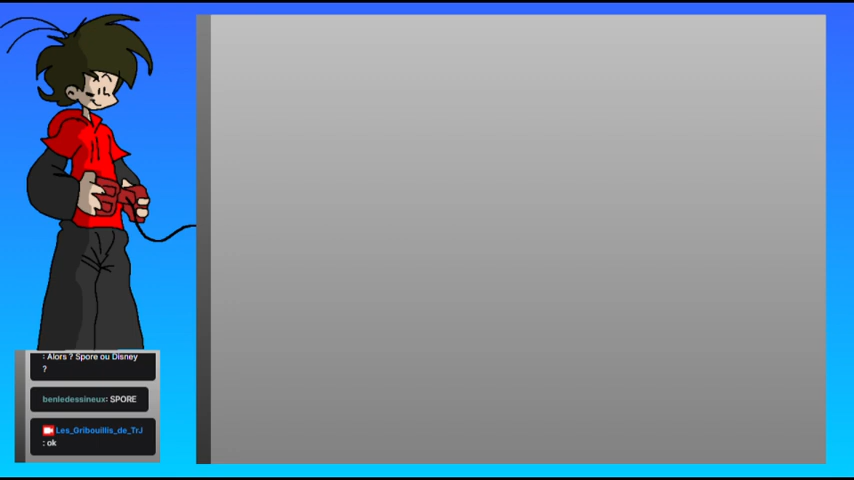 : Alors ? Spore ou Disney
?
benledessineux: SPORE
Les_Gribouillis_de_TrJ
: ok